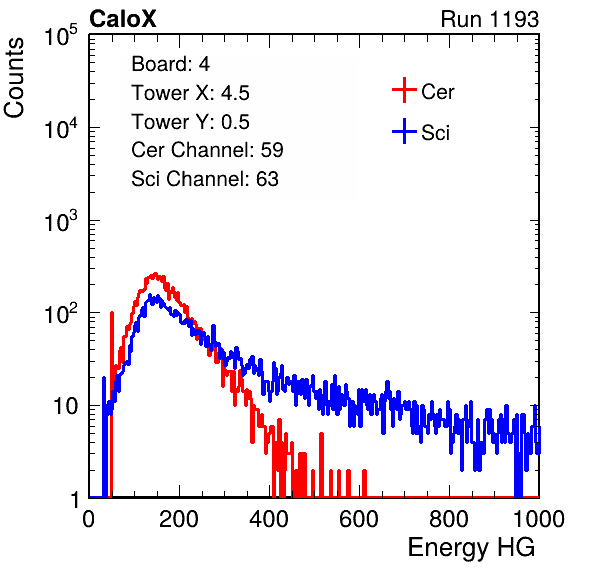 CaloX Run 1193
10^5
Counts
Board: 4
Tower X: 4.5
Cer
Tower Y: 0.5
10^4
Sci
Cer Channel: 59
Sci Channel: 63
10^3
10^2
10
1
0 200 400 600 800 1000
Energy HG